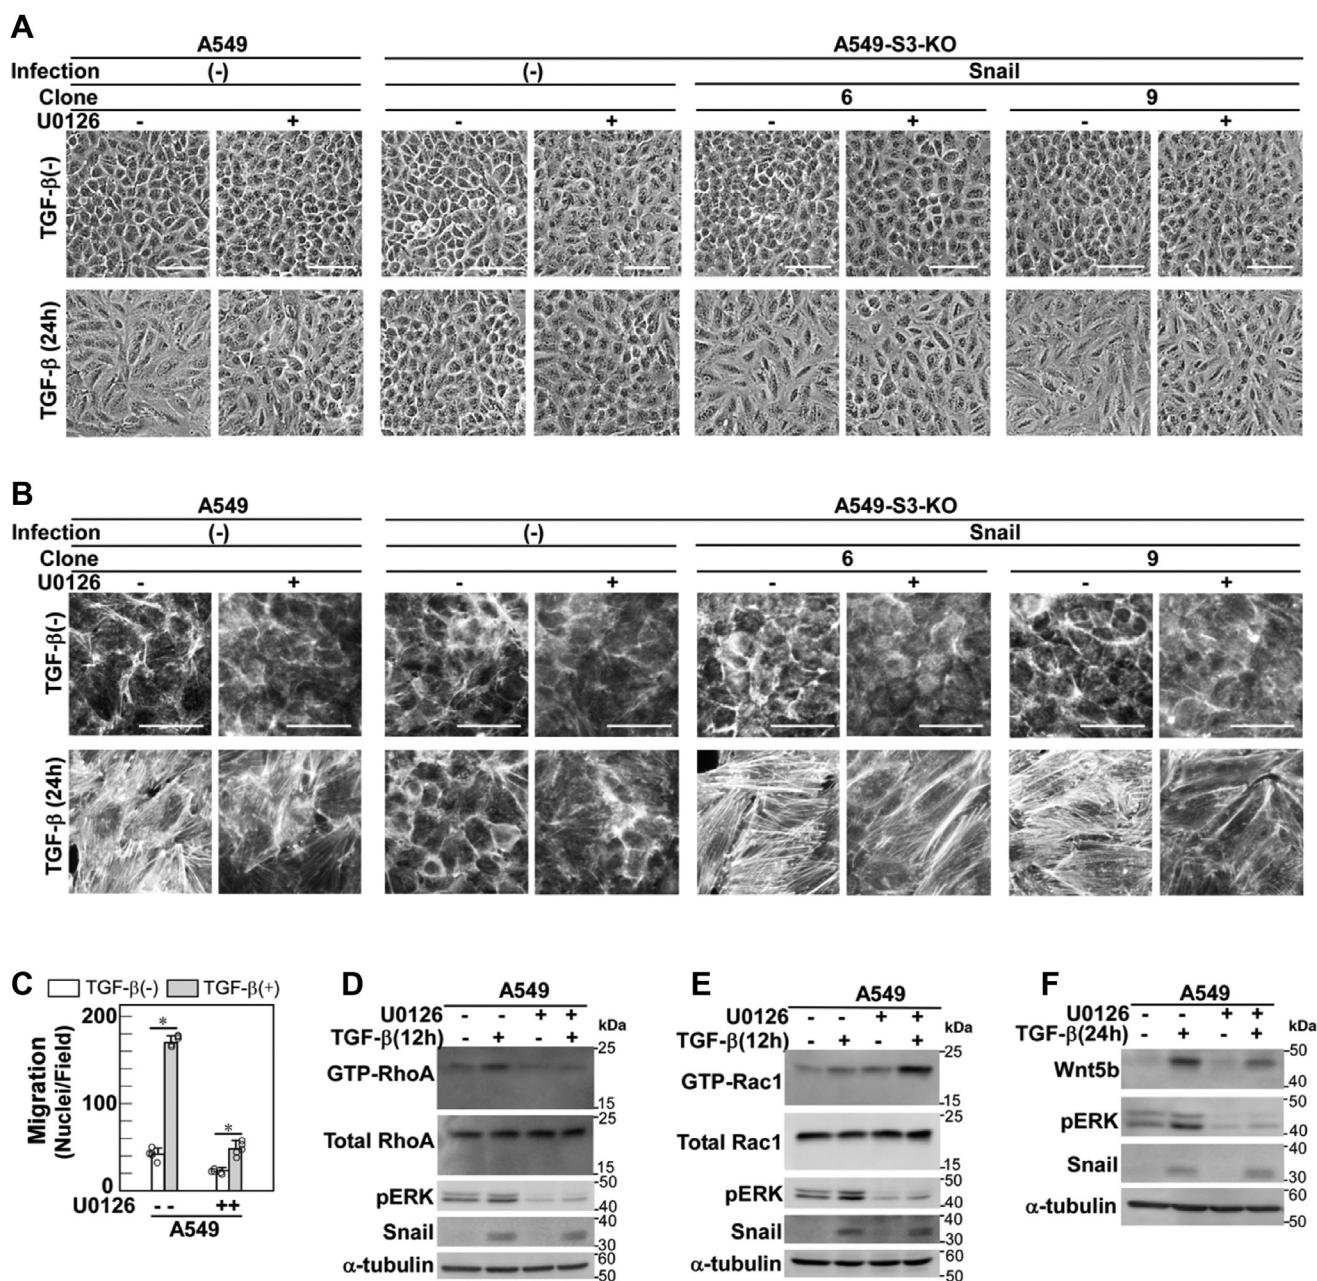 A
A549 A549-S3-KO
Infection (-) (-) Snail
Clone 6 9
U0126 - + - + - + - +
TGF-β(-)
TGF-β (24h)
B
A549 A549-S3-KO
Infection (-) (-) Snail
Clone 6 9
U0126 - + - + - + - +
TGF-β(-)
TGF-β (24h)
C
TGF-β(-) TGF-β(+)
Migration
(Nuclei/Field)
200
100
0
* *
U0126 - - ++
A549
D
A549
U0126 - - + +
TGF-β(12h) - + - + kDa
GTP-RhoA -25 -15
Total RhoA -25 -15
pERK -50 -40
Snail -40 -30
α-tubulin -60 -50
E
A549
U0126 - - + +
TGF-β(12h) - + - + kDa
GTP-Rac1 -25 -15
Total Rac1 -25 -15
pERK -50 -40
Snail -40 -30
α-tubulin -60 -50
F
A549
U0126 - - + +
TGF-β(24h) - + - + kDa
Wnt5b -50 -40
pERK -50 -40
Snail -40 -30
α-tubulin -60 -50